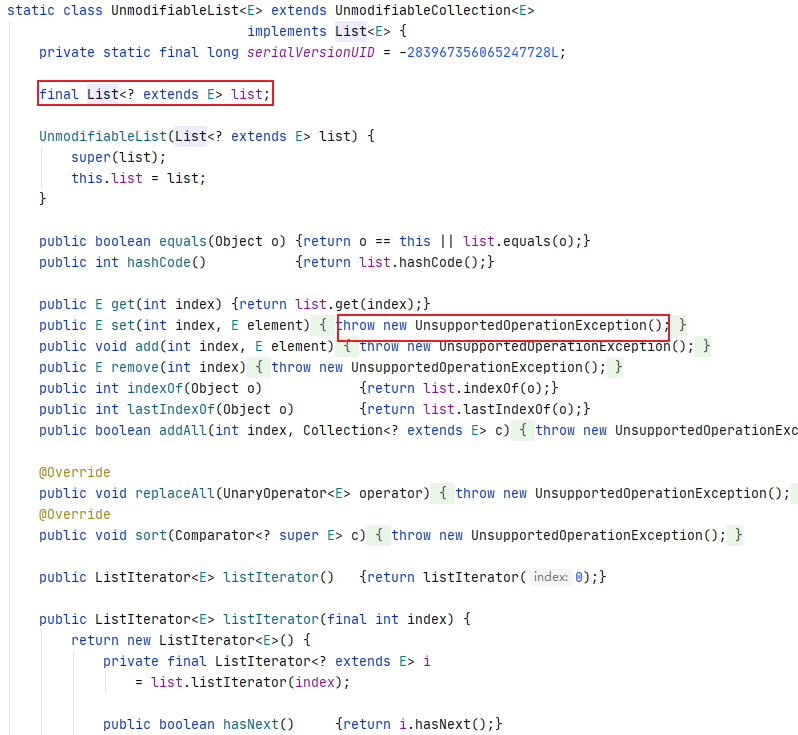 static class UnmodifiableList<E> extends UnmodifiableCollection<E>
                              implements List<E> {
    private static final long serialVersionUID = -283967356065247728L;

    final List<? extends E> list;

    UnmodifiableList(List<? extends E> list) {
        super(list);
        this.list = list;
    }

    public boolean equals(Object o) {return o == this || list.equals(o);}
    public int hashCode()           {return list.hashCode();}

    public E get(int index) {return list.get(index);}
    public E set(int index, E element) { throw new UnsupportedOperationException(); }
    public void add(int index, E element) { throw new UnsupportedOperationException(); }
    public E remove(int index) { throw new UnsupportedOperationException(); }
    public int indexOf(Object o)            {return list.indexOf(o);}
    public int lastIndexOf(Object o)        {return list.lastIndexOf(o);}
    public boolean addAll(int index, Collection<? extends E> c) { throw new UnsupportedOperationExc

    @Override
    public void replaceAll(UnaryOperator<E> operator) { throw new UnsupportedOperationException();
    @Override
    public void sort(Comparator<? super E> c) { throw new UnsupportedOperationException(); }

    public ListIterator<E> listIterator()   {return listIterator( index: 0);}

    public ListIterator<E> listIterator(final int index) {
        return new ListIterator<E>() {
            private final ListIterator<? extends E> i
                = list.listIterator(index);

            public boolean hasNext()     {return i.hasNext();}